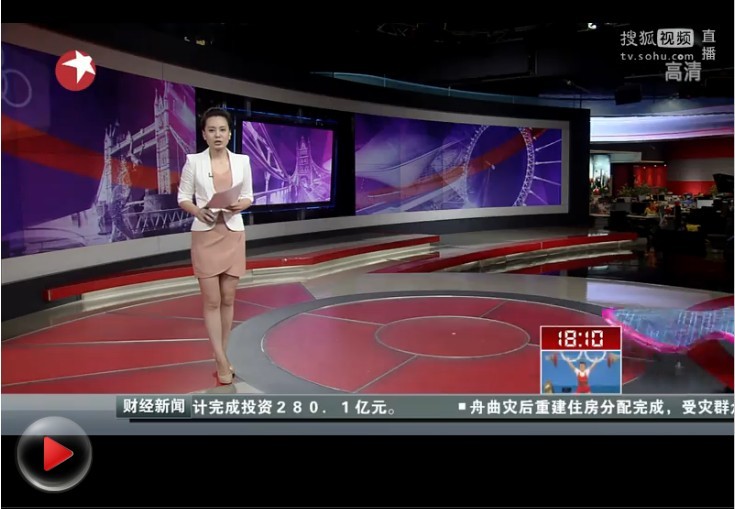 搜狐视频 直播
tv.sohu.com
高清
18:10
财经新闻 计完成投资280.1亿元。 ■舟曲灾后重建住房分配完成，受灾群